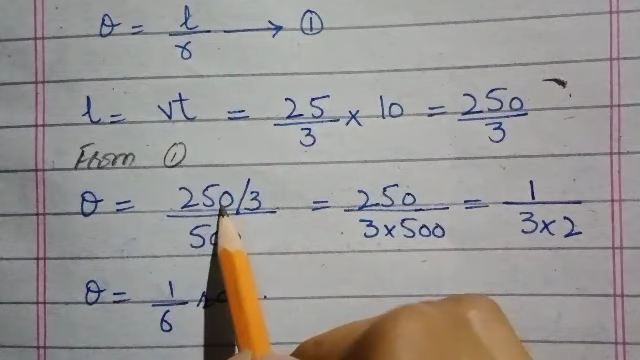 θ = l/r → ①
l = vt = 25/3 × 10 = 250/3
From ①
θ = 250/3 / 50 = 250 / 3×500 = 1 / 3×2
θ = 1/6